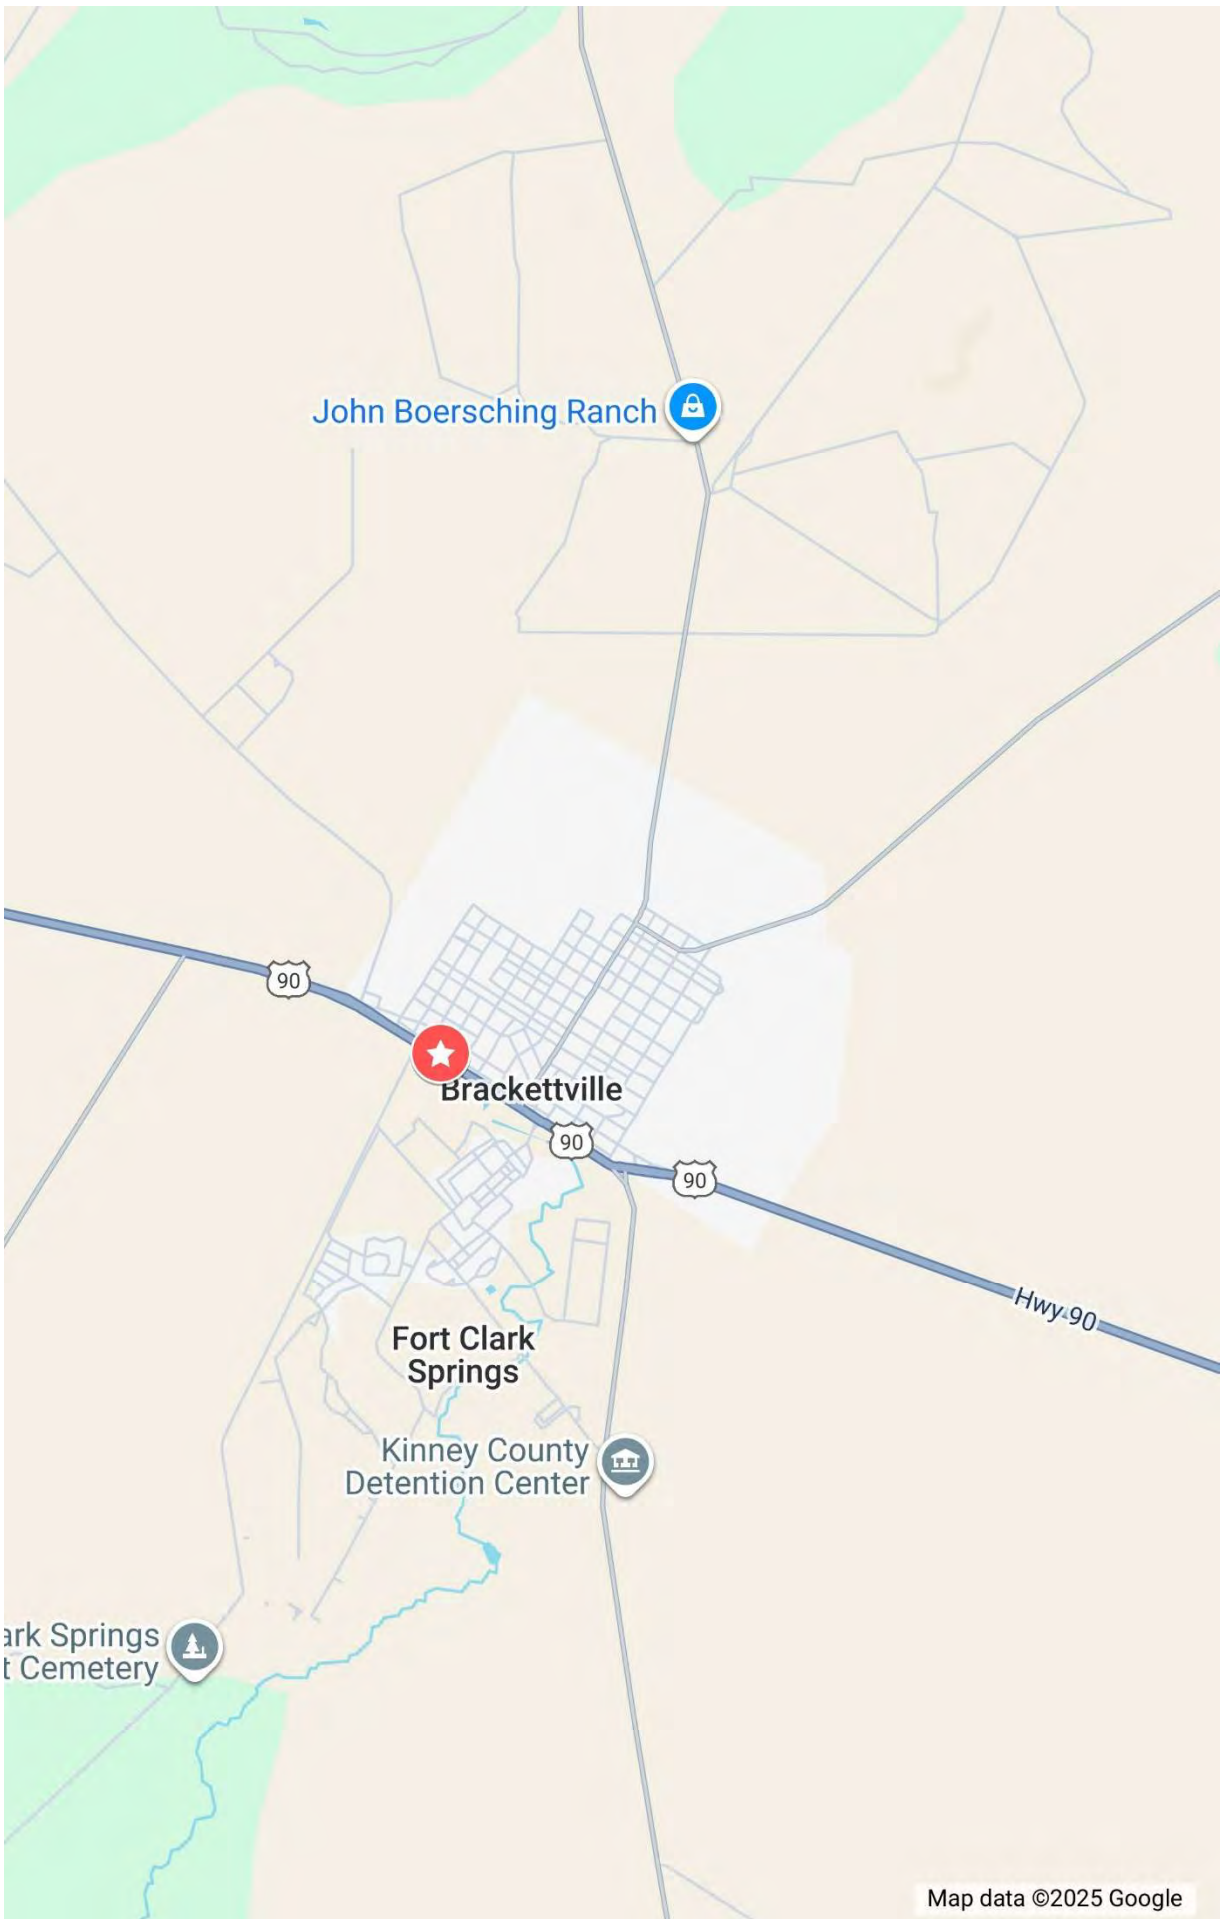 John Boersching Ranch
90
Brackettville
90
90
Hwy 90
Fort Clark
Springs
Kinney County
Detention Center
ark Springs
t Cemetery
Map data ©2025 Google